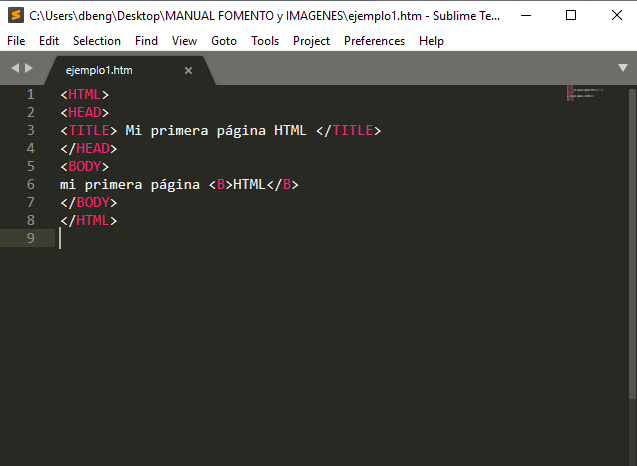 C:\Users\dbeng\Desktop\MANUAL FOMENTO y IMAGENES\ejemplo1.htm - Sublime Te...
File Edit Selection Find View Goto Tools Project Preferences Help
ejemplo1.htm
1 <HTML>
2 <HEAD>
3 <TITLE> Mi primera página HTML </TITLE>
4 </HEAD>
5 <BODY>
6 mi primera página <B>HTML</B>
7 </BODY>
8 </HTML>
9